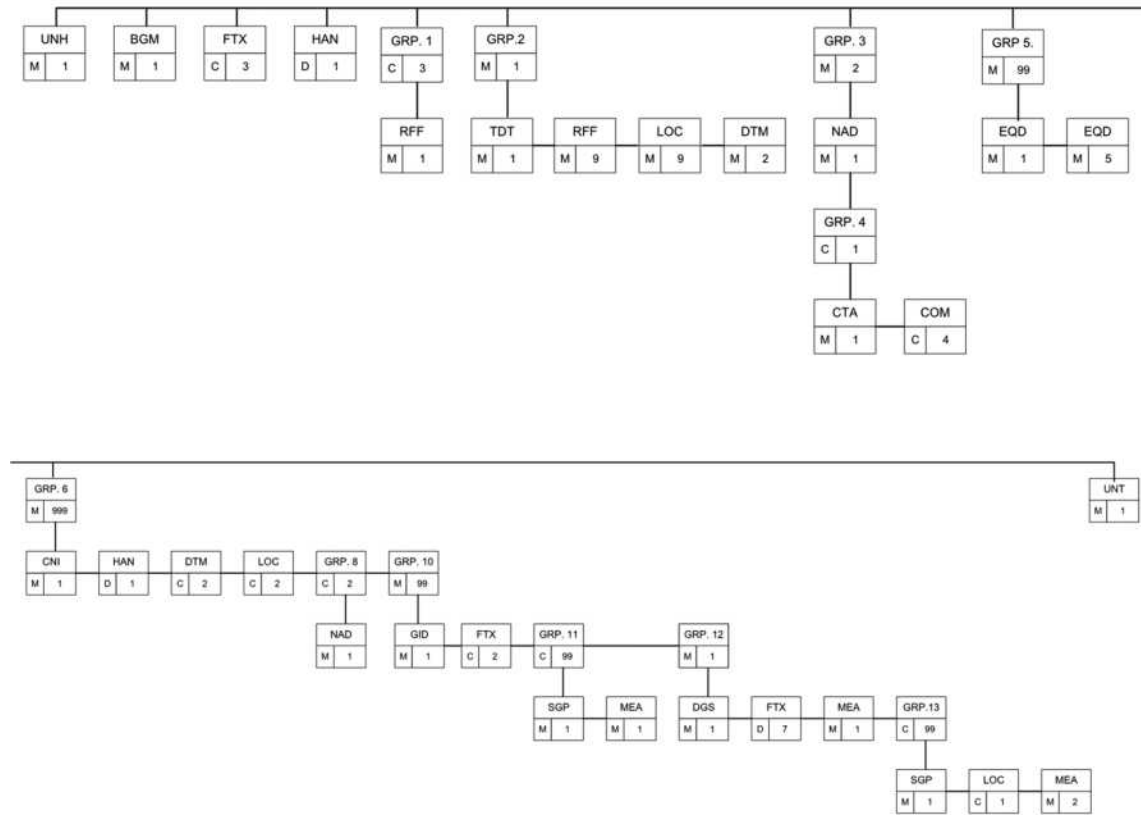 UNH BGM FTX HAN GRP. 1 GRP.2 GRP. 3 GRP 5.
M 1 M 1 C 3 D 1 C 3 M 1 M 2 M 99
RFF TDT RFF LOC DTM NAD EQD EQD
M 1 M 1 M 9 M 9 M 2 M 1 M 1 M 5
GRP. 4
C 1
CTA COM
M 1 C 4
GRP. 6 UNT
M 999 M 1
CNI HAN DTM LOC GRP. 8 GRP. 10
M 1 D 1 C 2 C 2 C 2 M 99
NAD GID FTX GRP. 11 GRP. 12
M 1 M 1 C 2 C 99 M 1
SGP MEA DGS FTX MEA GRP.13
M 1 M 1 M 1 D 7 M 1 C 99
SGP LOC MEA
M 1 C 1 M 2